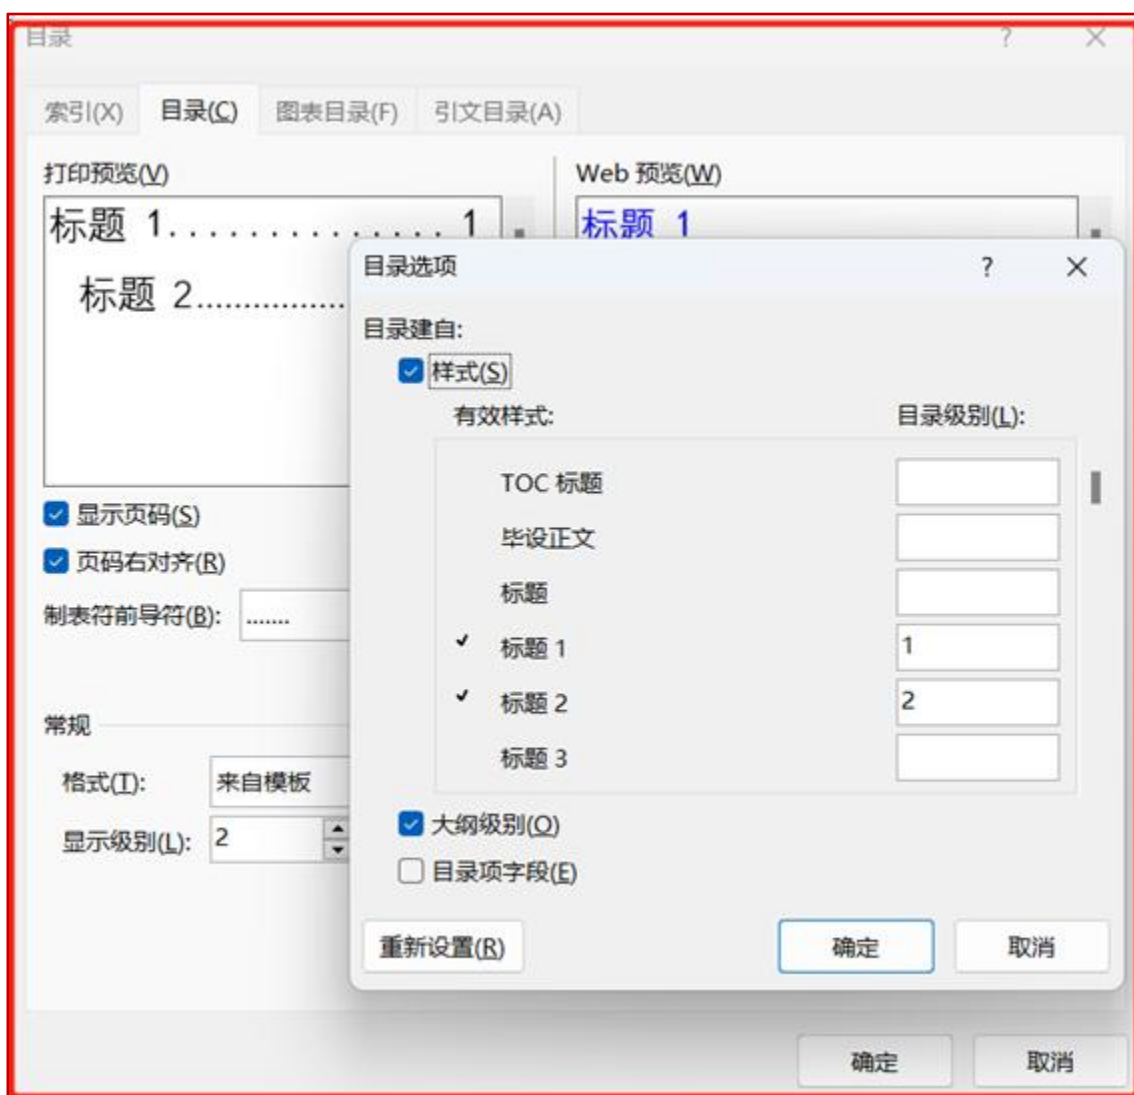 目录
索引(X) 目录(C) 图表目录(F) 引文目录(A)
打印预览(V)
标题 1..............1
标题 2................
Web 预览(W)
标题 1
显示页码(S)
页码右对齐(R)
制表符前导符(B): .......
常规
格式(T): 来自模板
显示级别(L): 2
目录选项 ?
目录建自:
样式(S)
有效样式: 目录级别(L):
TOC 标题
毕设正文
标题
标题 1 1
标题 2 2
标题 3
大纲级别(O)
目录项字段(E)
重新设置(R) 确定 取消
确定 取消